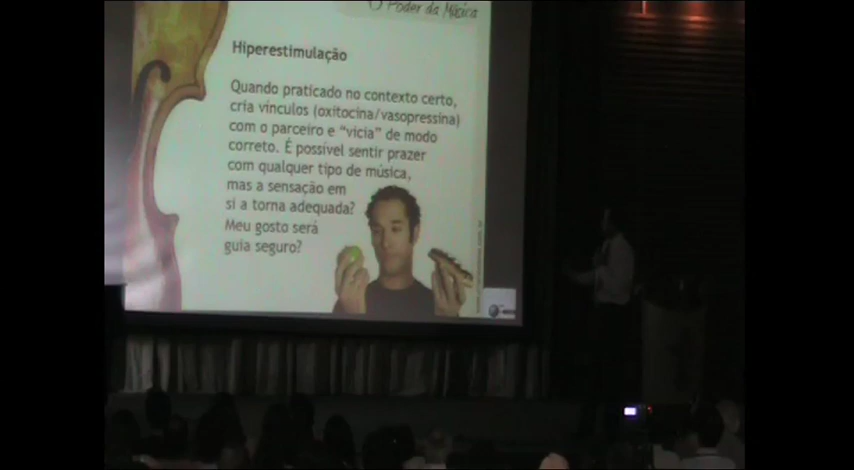 O Poder da Música
Hiperestimulação
Quando praticado no contexto certo,
cria vínculos (oxitocina/vasopressina)
com o parceiro e “vicia” de modo
correto. É possível sentir prazer
com qualquer tipo de música,
mas a sensação em
si a torna adequada?
Meu gosto será
guia seguro?